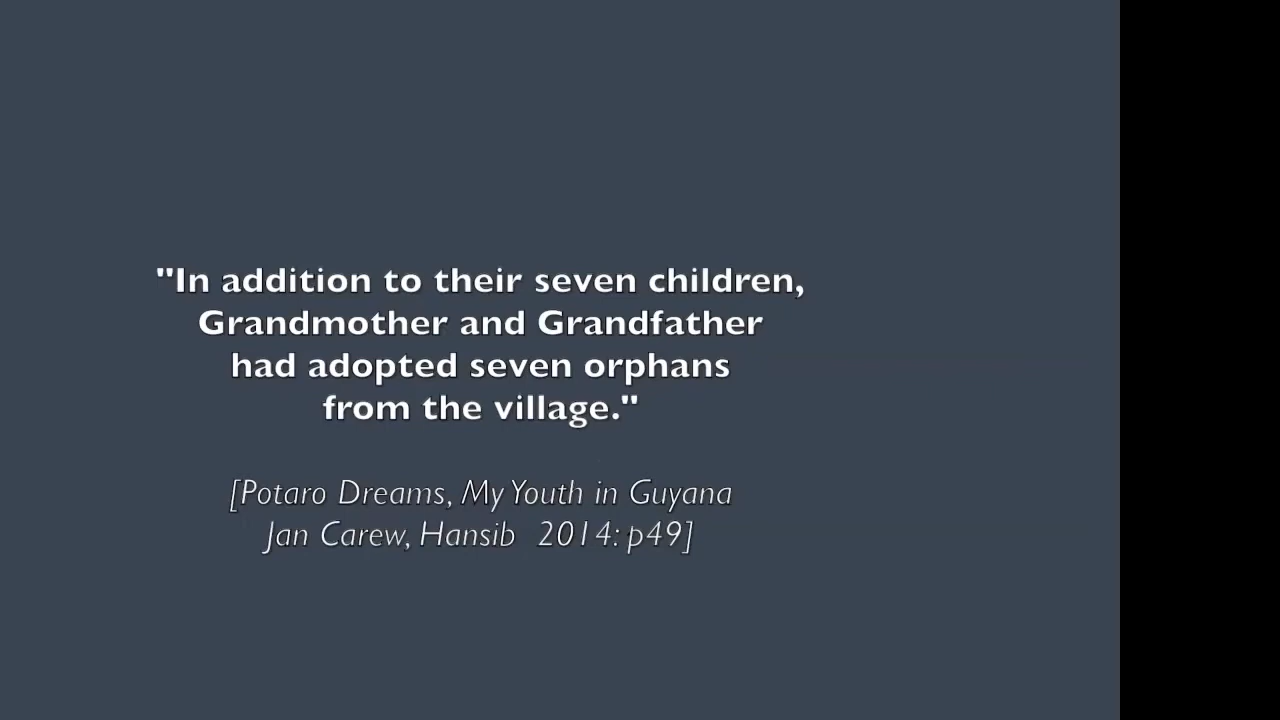 "In addition to their seven children,
Grandmother and Grandfather
had adopted seven orphans
from the village."
[Potaro Dreams, My Youth in Guyana
Jan Carew, Hansib 2014: p49]